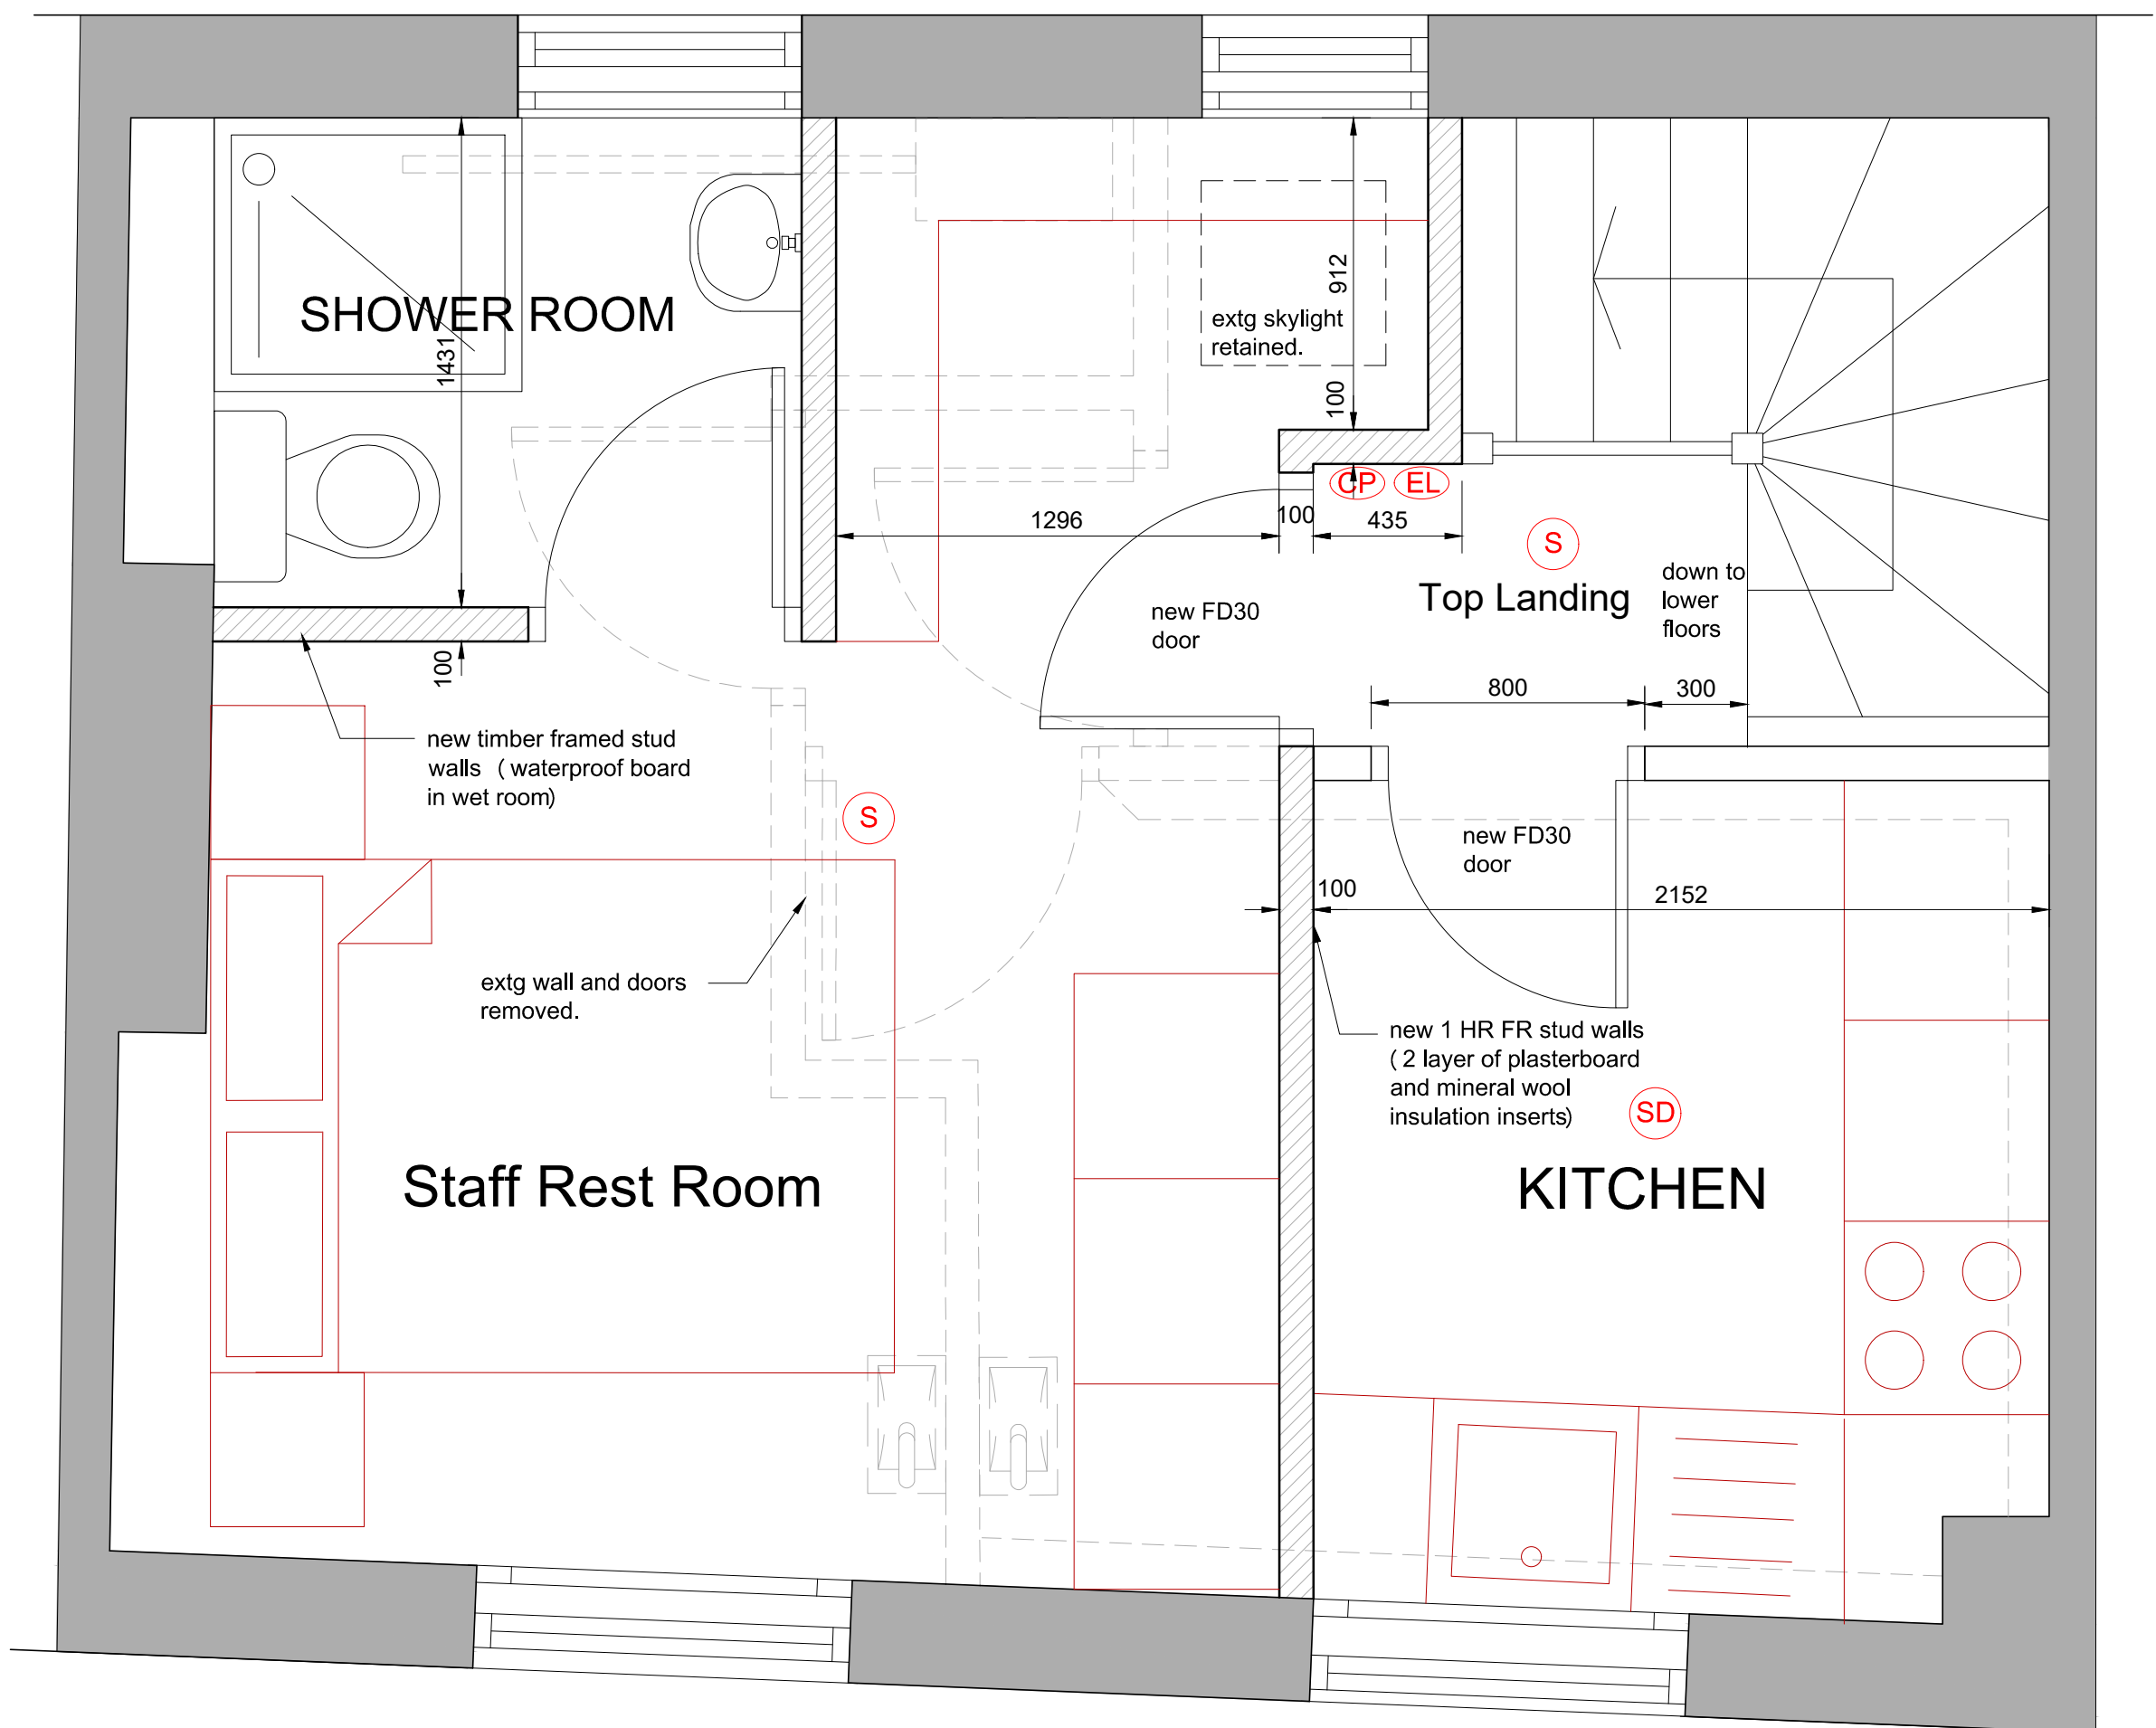 SHOWER ROOM
1431
912
extg skylight
retained.
100
CP
EL
1296
100
435
S
Top Landing
down to
lower
floors
new FD30
door
100
800
300
new timber framed stud
walls ( waterproof board
in wet room)
S
new FD30
door
100
2152
extg wall and doors
removed.
new 1 HR FR stud walls
( 2 layer of plasterboard
and mineral wool
insulation inserts)
SD
Staff Rest Room
KITCHEN